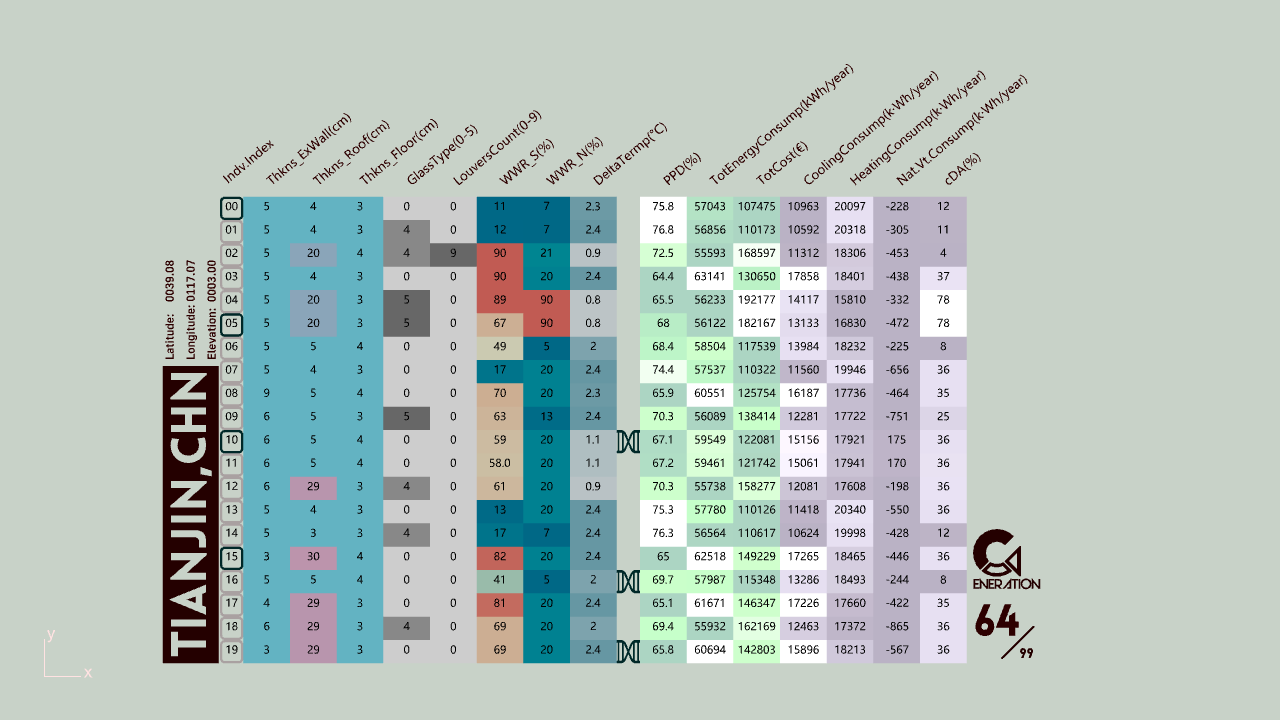 Indv.Index Thkns_ExWall(cm) Thkns_Roof(cm) Thkns_Floor(cm) GlassType(0-5) LouversCount(0-9) WWR_S(%) WWR_N(%) DeltaTermp(°C) PPD(%) TotEnergyConsump(kWh/year) TotCost(€) CoolingConsump(k·Wh/year) HeatingConsump(k·Wh/year) Nat.Vt.Consump(k·Wh/year) cDA(%)
00 5 4 3 0 0 11 7 2.3 75.8 57043 107475 10963 20097 -228 12
01 5 4 3 4 0 12 7 2.4 76.8 56856 110173 10592 20318 -305 11
02 5 20 4 4 9 90 21 0.9 72.5 55593 168597 11312 18306 -453 4
03 5 4 3 0 0 90 20 2.4 64.4 63141 130650 17858 18401 -438 37
04 5 20 3 5 0 89 90 0.8 65.5 56233 192177 14117 15810 -332 78
05 5 20 3 5 0 67 90 0.8 68 56122 182167 13133 16830 -472 78
06 5 5 4 0 0 49 5 2 68.4 58504 117539 13984 18232 -225 8
07 5 4 3 0 0 17 20 2.4 74.4 57537 110322 11560 19946 -656 36
08 9 5 4 0 0 70 20 2.3 65.9 60551 125754 16187 17736 -464 35
09 6 5 3 5 0 63 13 2.4 70.3 56089 138414 12281 17722 -751 25
10 6 5 4 0 0 59 20 1.1 67.1 59549 122081 15156 17921 175 36
11 6 5 4 0 0 58.0 20 1.1 67.2 59461 121742 15061 17941 170 36
12 6 29 3 4 0 61 20 0.9 70.3 55738 158277 12081 17608 -198 36
13 5 4 3 0 0 13 20 2.4 75.3 57780 110126 11418 20340 -550 36
14 5 3 3 4 0 17 7 2.4 76.3 56564 110617 10624 19998 -428 12
15 3 30 4 0 0 82 20 2.4 65 62518 149229 17265 18465 -446 36
16 5 5 4 0 0 41 5 2 69.7 57987 115348 13286 18493 -244 8
17 4 29 3 0 0 81 20 2.4 65.1 61671 146347 17226 17660 -422 35
18 6 29 3 4 0 69 20 2 69.4 55932 162169 12463 17372 -865 36
19 3 29 3 0 0 69 20 2.4 65.8 60694 142803 15896 18213 -567 36
Latitude: 0039.08
Longitude: 0117.07
Elevation: 0003.00
TIANJIN,CHN
G
ENERATION
64/99
y
x